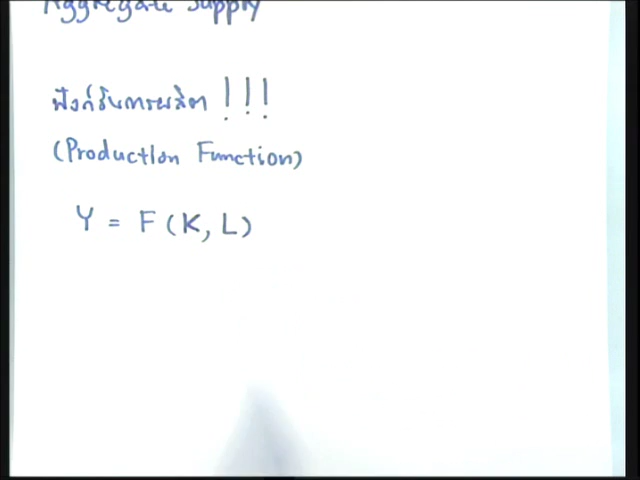 Aggregate Supply
ฟังก์ชันการผลิต !!!
(Production Function)
Y = F (K, L)